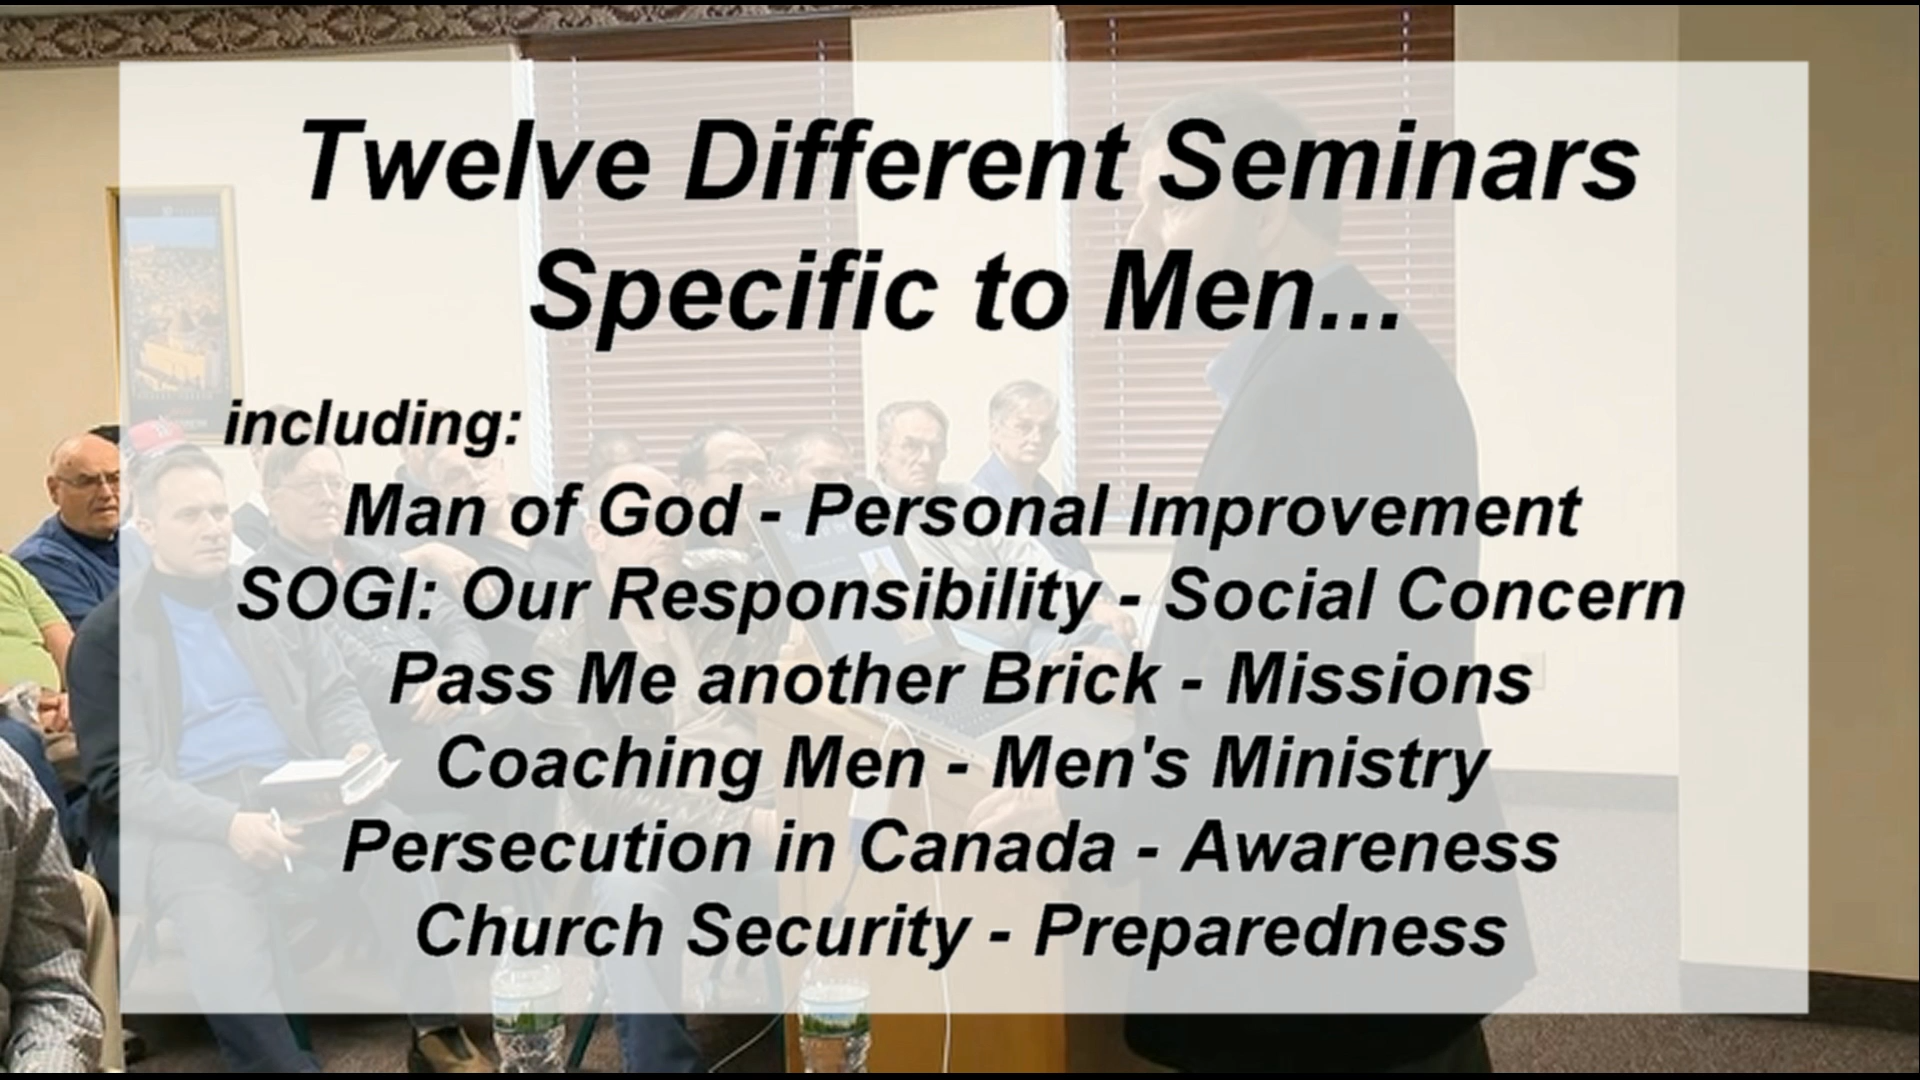 Twelve Different Seminars
Specific to Men...
including:
Man of God - Personal Improvement
SOGI: Our Responsibility - Social Concern
Pass Me another Brick - Missions
Coaching Men - Men's Ministry
Persecution in Canada - Awareness
Church Security - Preparedness